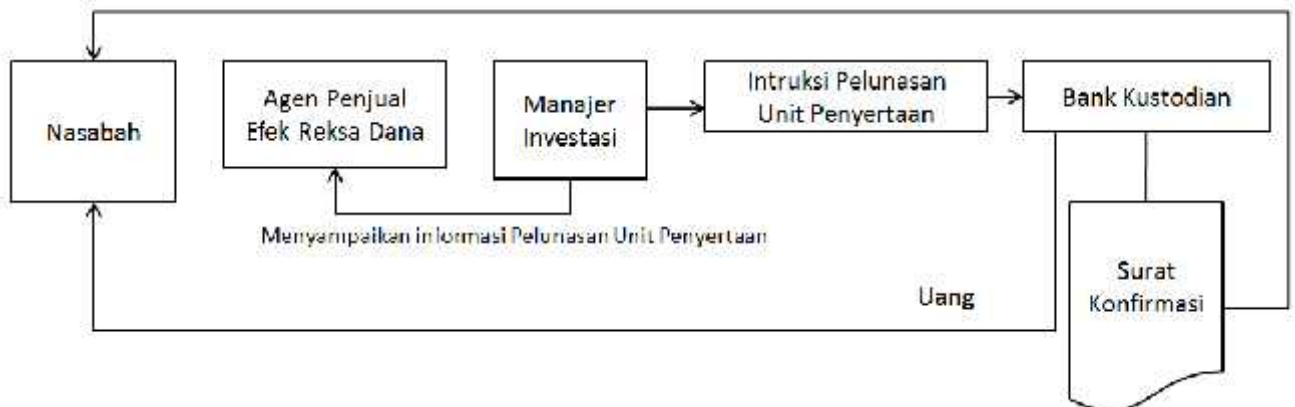 Nasabah
Agen Penjual
Efek Reksa Dana
Manajer
Investasi
Intruksi Pelunasan
Unit Penyertaan
Bank Kustodian
Menyampaikan informasi Pelunasan Unit Penyertaan
Uang
Surat
Konfirmasi